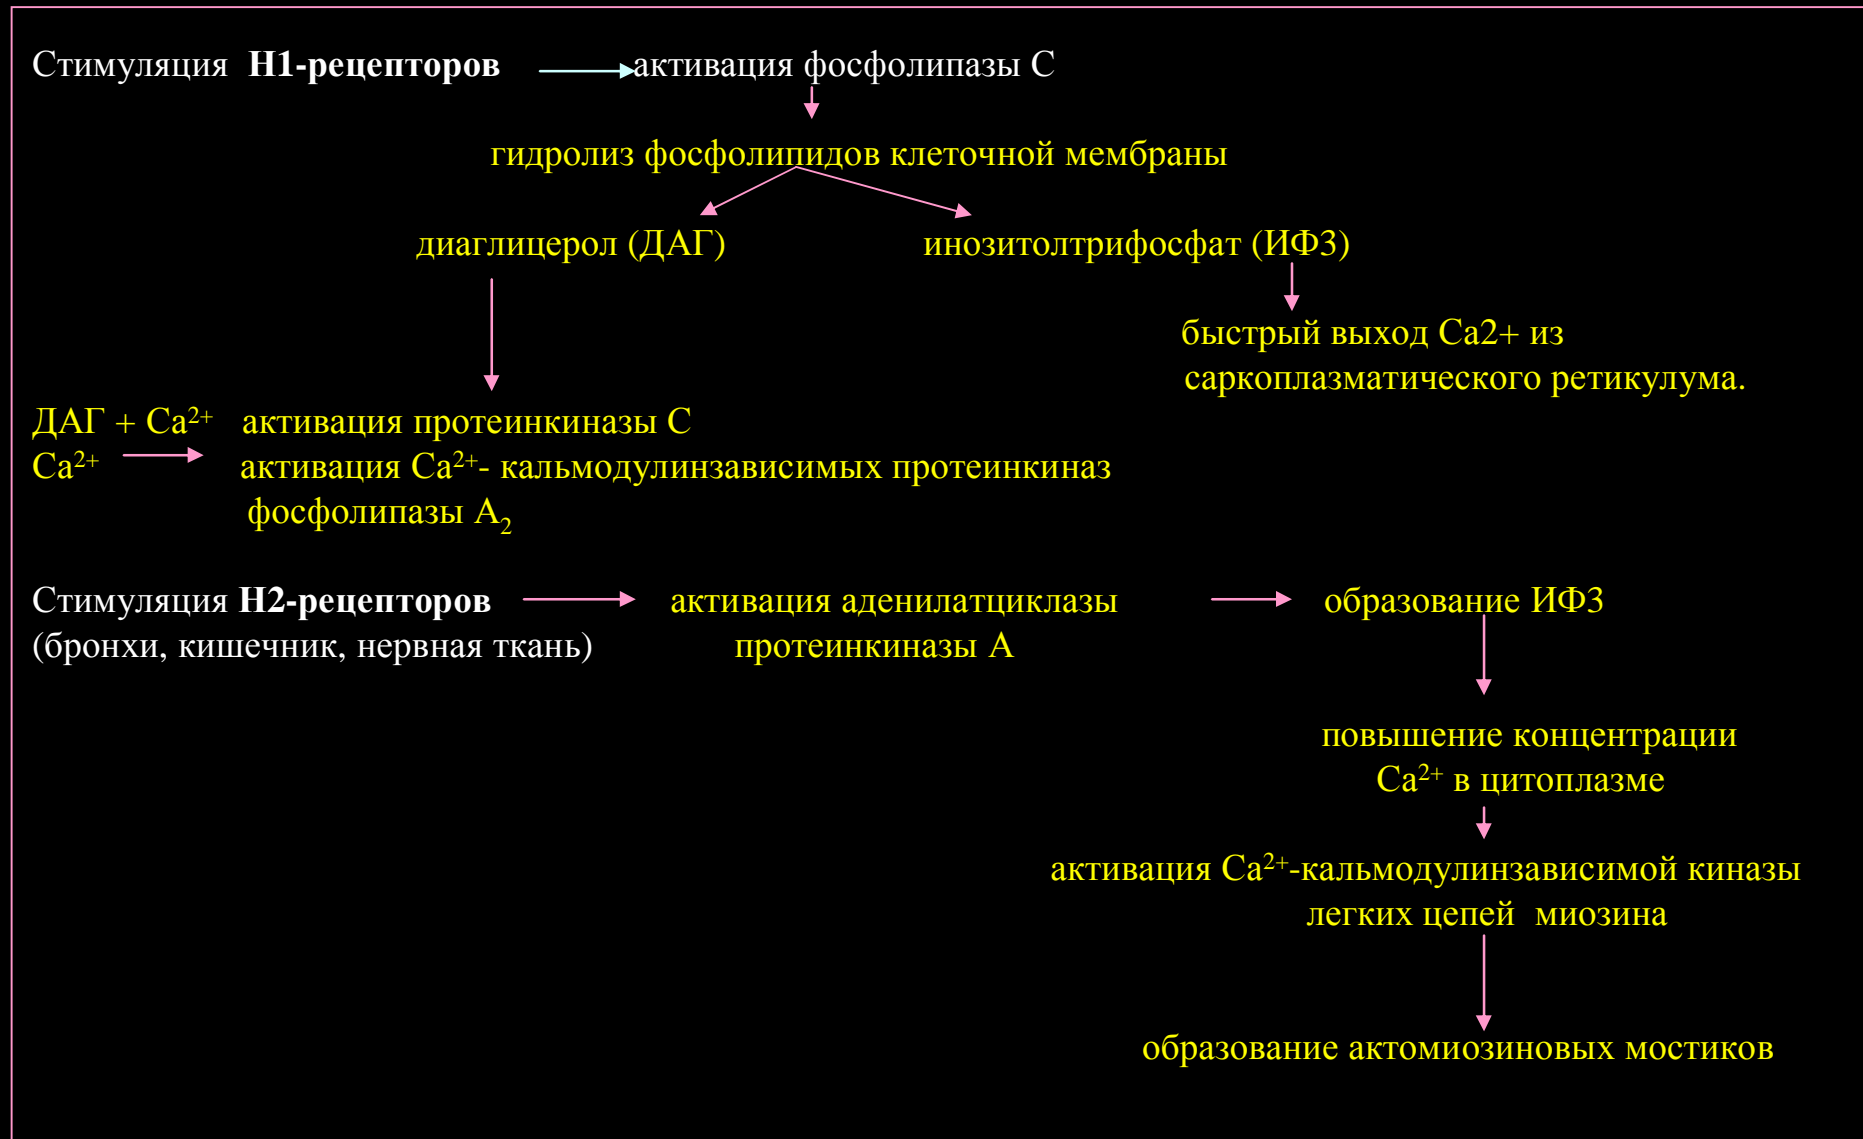 Стимуляция Н1-рецепторов активация фосфолипазы С
гидролиз фосфолипидов клеточной мембраны
диаглицерол (ДАГ) инозитолтрифосфат (ИФ3)
быстрый выход Са2+ из
саркоплазматического ретикулума.
ДАГ + Са²⁺ активация протеинкиназы С
Са²⁺ активация Са²⁺- кальмодулинзависимых протеинкиназ
фосфолипазы А₂
Стимуляция Н2-рецепторов активация аденилатциклазы образование ИФ3
(бронхи, кишечник, нервная ткань) протеинкиназы А
повышение концентрации
Са²⁺ в цитоплазме
активация Са²⁺-кальмодулинзависимой киназы
легких цепей миозина
образование актомиозиновых мостиков